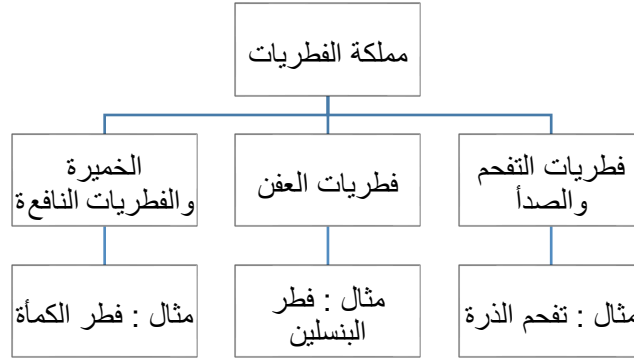 مملكة الفطريات
فطريات التفحم
والصدأ
فطريات العفن
الخميرة
والفطريات النافعة
مثال : تفحم الذرة
مثال : فطر
البنسلين
مثال : فطر الكمأة